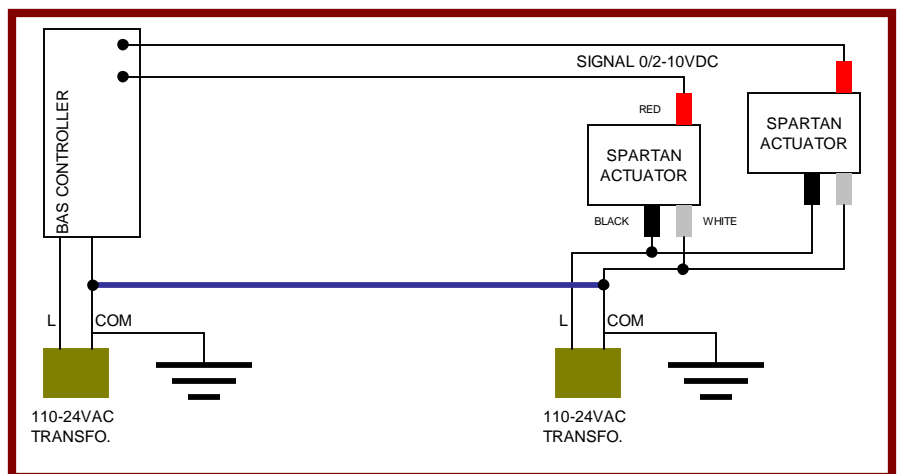 SIGNAL 0/2-10VDC
RED
SPARTAN
ACTUATOR
SPARTAN
ACTUATOR
BAS CONTROLLER
BLACK
WHITE
L
COM
L
COM
110-24VAC
TRANSFO.
110-24VAC
TRANSFO.